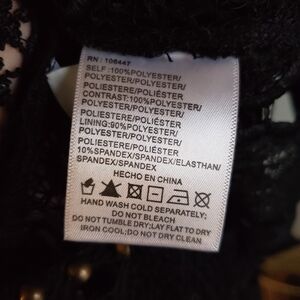 RN: 106447
SELF:100%POLYESTER/
POLYESTER/POLYESTER/
POLIESTERE/POLIÉSTER
CONTRAST:100%POLYESTER/
POLYESTER/POLYESTER/
POLIESTERE/POLIÉSTER
LINING:90%POLYESTER/
POLYESTER/POLYESTER/
POLIESTERE/POLIÉSTER
10%SPANDEX/SPANDEX/ELASTHAN/
SPANDEX/SPANDEX
HECHO EN CHINA
HAND WASH COLD SEPARATELY;
DO NOT BLEACH
DO NOT TUMBLE DRY;LAY FLAT TO DRY
IRON COOL;DO NOT DRY CLEAN